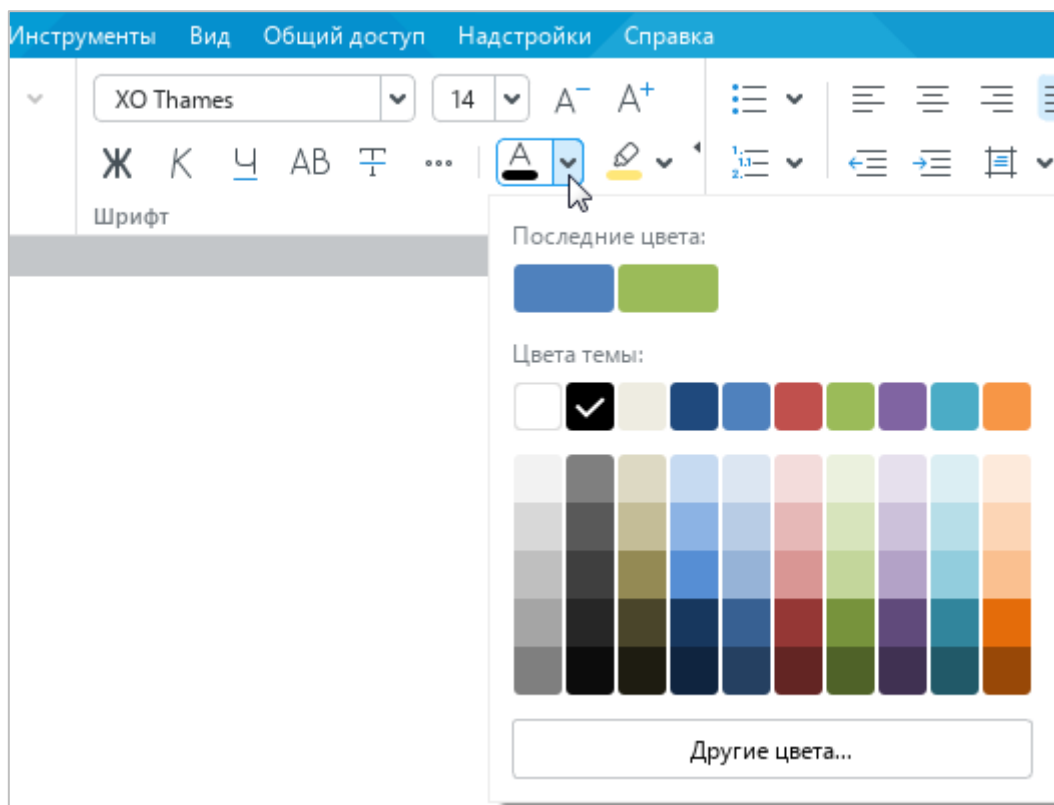 Инструменты Вид Общий доступ Надстройки Справка
XO Thames 14 A− A+
Ж К Ч АВ Т A
Шрифт
Последние цвета:
Цвета темы:
Другие цвета...